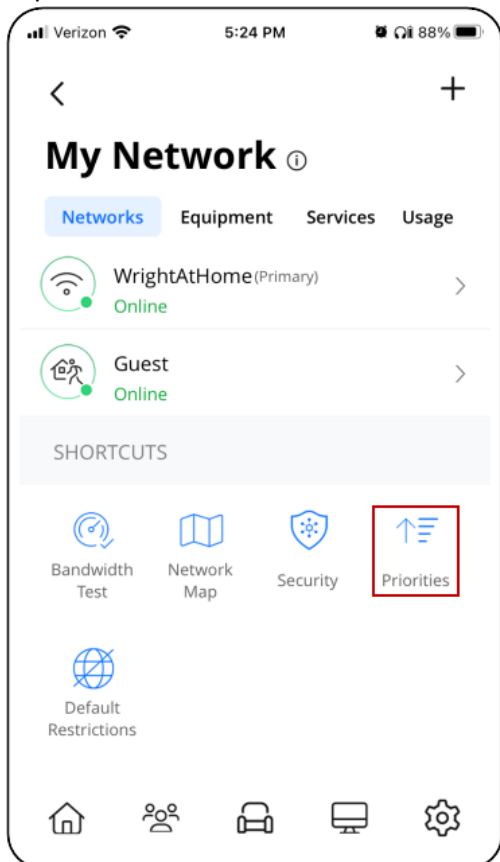 Verizon 5:24 PM 88%
My Network
Networks Equipment Services Usage
WrightAtHome (Primary)
Online
Guest
Online
SHORTCUTS
Bandwidth
Test
Network
Map
Security
Priorities
Default
Restrictions